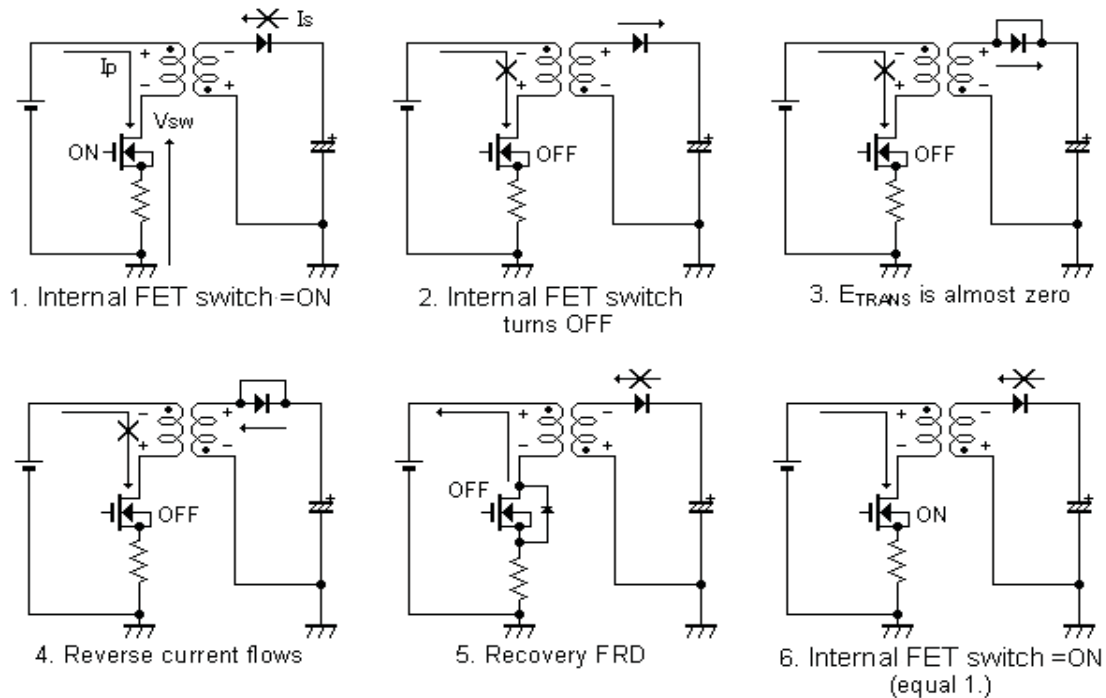 Is
+
−
−
+
Ip
Vsw
ON
+
1. Internal FET switch =ON
−
+
+
−
OFF
+
2. Internal FET switch
turns OFF
−
+
+
−
OFF
+
3. ETRANS is almost zero
−
+
+
−
OFF
+
4. Reverse current flows
+
−
−
+
OFF
+
5. Recovery FRD
+
−
−
+
ON
+
6. Internal FET switch =ON
(equal 1.)